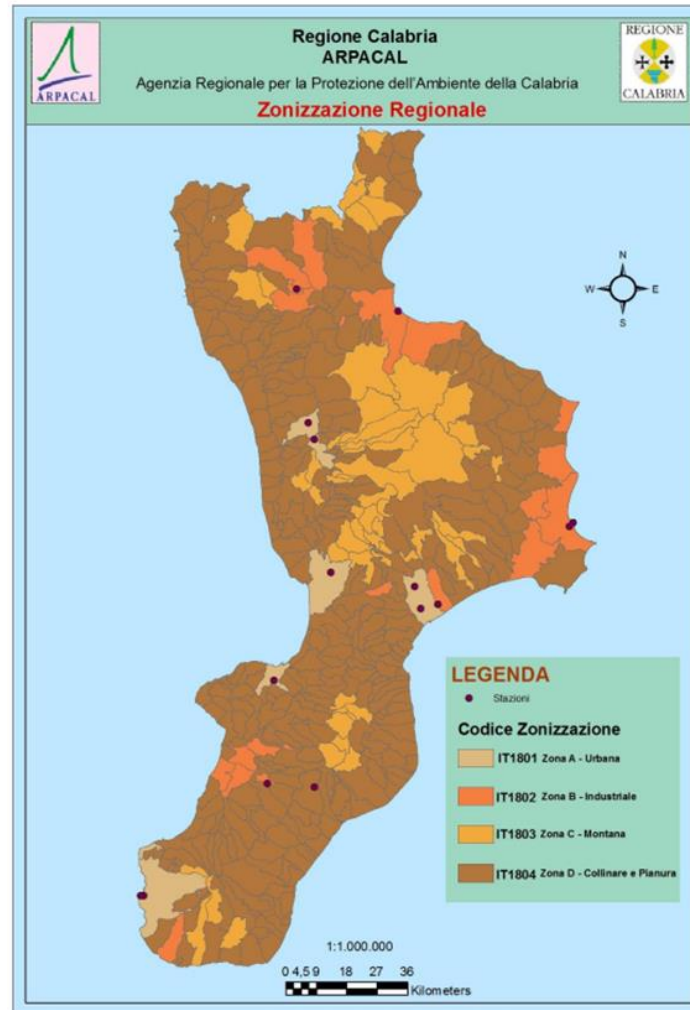 Regione Calabria
ARPACAL
Agenzia Regionale per la Protezione dell'Ambiente della Calabria
Zonizzazione Regionale
ARPACAL
REGIONE
CALABRIA
N
W E
S
LEGENDA
Stazioni
Codice Zonizzazione
IT1801 Zona A - Urbana
IT1802 Zona B - Industriale
IT1803 Zona C - Montana
IT1804 Zona D - Collinare e Pianura
1:1.000.000
0 4,5 9 18 27 36
Kilometers